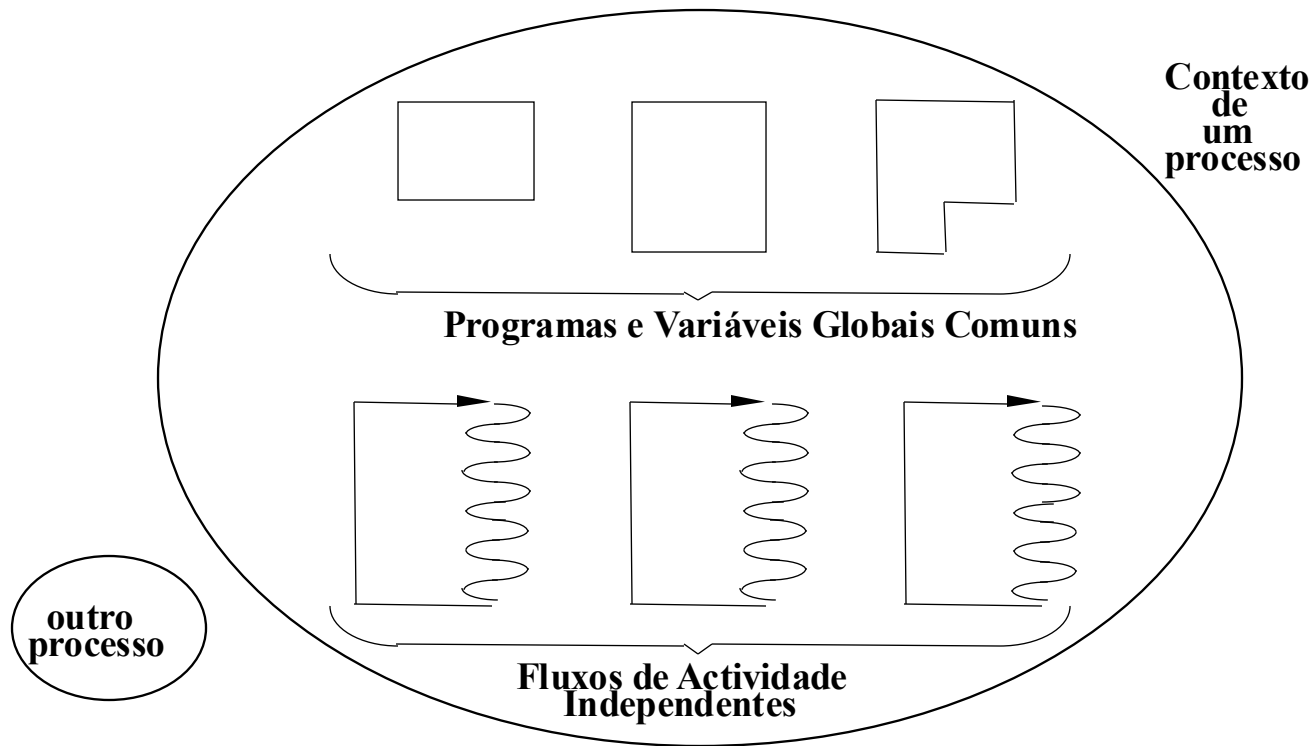 Contexto
de
um
processo
Programas e Variáveis Globais Comuns
outro
processo
Fluxos de Actividade
Independentes